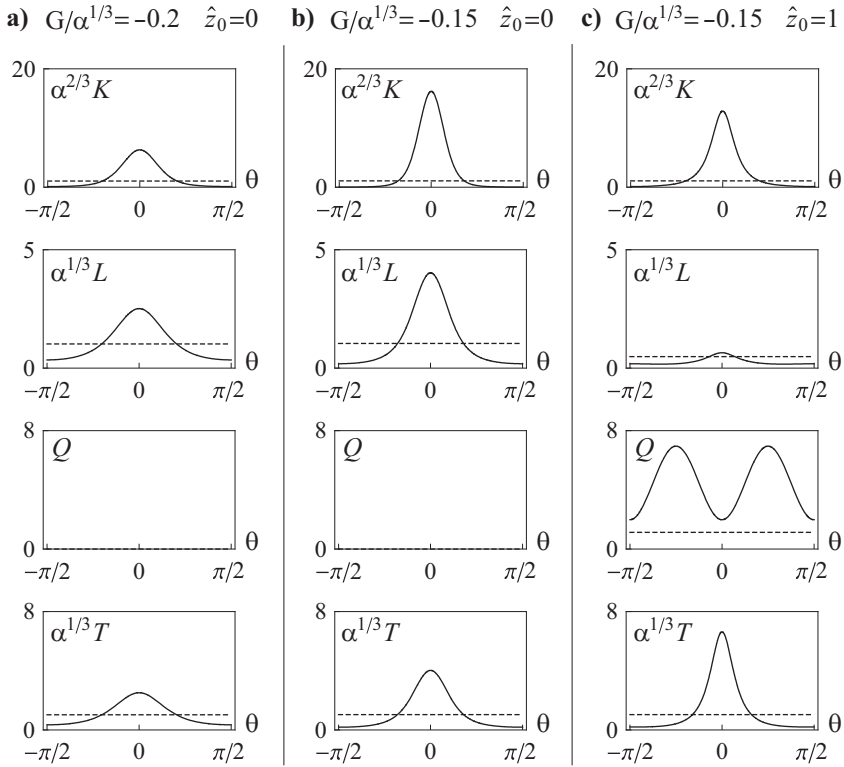 a) G/α^{1/3} = −0.2 ẑ₀=0 b) G/α^{1/3} = −0.15 ẑ₀=0 c) G/α^{1/3} = −0.15 ẑ₀=1
20 α^{2/3}K 0 −π/2 0 π/2 θ
α^{2/3}K 20 0 −π/2 0 π/2 θ
α^{2/3}K 20 0 −π/2 0 π/2 θ
5 α^{1/3}L 0 −π/2 0 π/2 θ
5 α^{1/3}L 0 −π/2 0 π/2 θ
5 α^{1/3}L 0 −π/2 0 π/2 θ
8 Q 0 −π/2 0 π/2 θ
8 Q 0 −π/2 0 π/2 θ
8 Q 0 −π/2 0 π/2 θ
8 α^{1/3}T 0 −π/2 0 π/2 θ
8 α^{1/3}T 0 −π/2 0 π/2 θ
8 α^{1/3}T 0 −π/2 0 π/2 θ